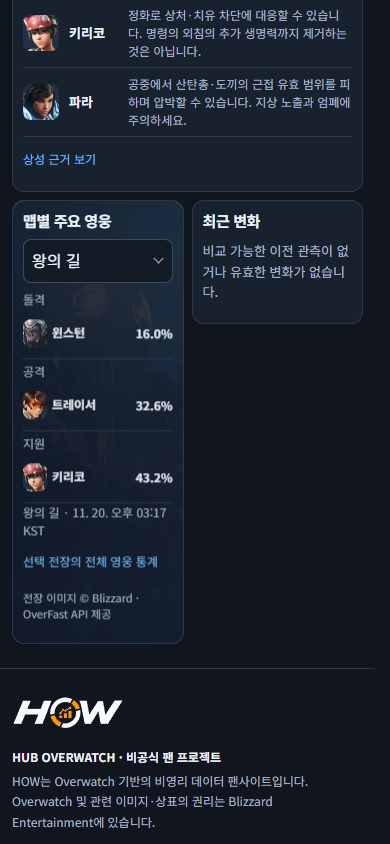 키리코
정화로 상처·치유 차단에 대응할 수 있습니
다. 명령의 외침의 추가 생명력까지 제거하는
것은 아닙니다.
파라
공중에서 산탄총·도끼의 근접 유효 범위를 피
하며 압박할 수 있습니다. 지상 노출과 엄폐에
주의하세요.
상성 근거 보기
맵별 주요 영웅
왕의 길
돌격
윈스턴 16.0%
공격
트레이서 32.6%
지원
키리코 43.2%
왕의 길 · 11. 20. 오후 03:17
KST
선택 전장의 전체 영웅 통계
전장 이미지 © Blizzard ·
OverFast API 제공
최근 변화
비교 가능한 이전 관측이 없
거나 유효한 변화가 없습니
다.
HOW
HUB OVERWATCH · 비공식 팬 프로젝트
HOW는 Overwatch 기반의 비영리 데이터 팬사이트입니다.
Overwatch 및 관련 이미지·상표의 권리는 Blizzard
Entertainment에 있습니다.